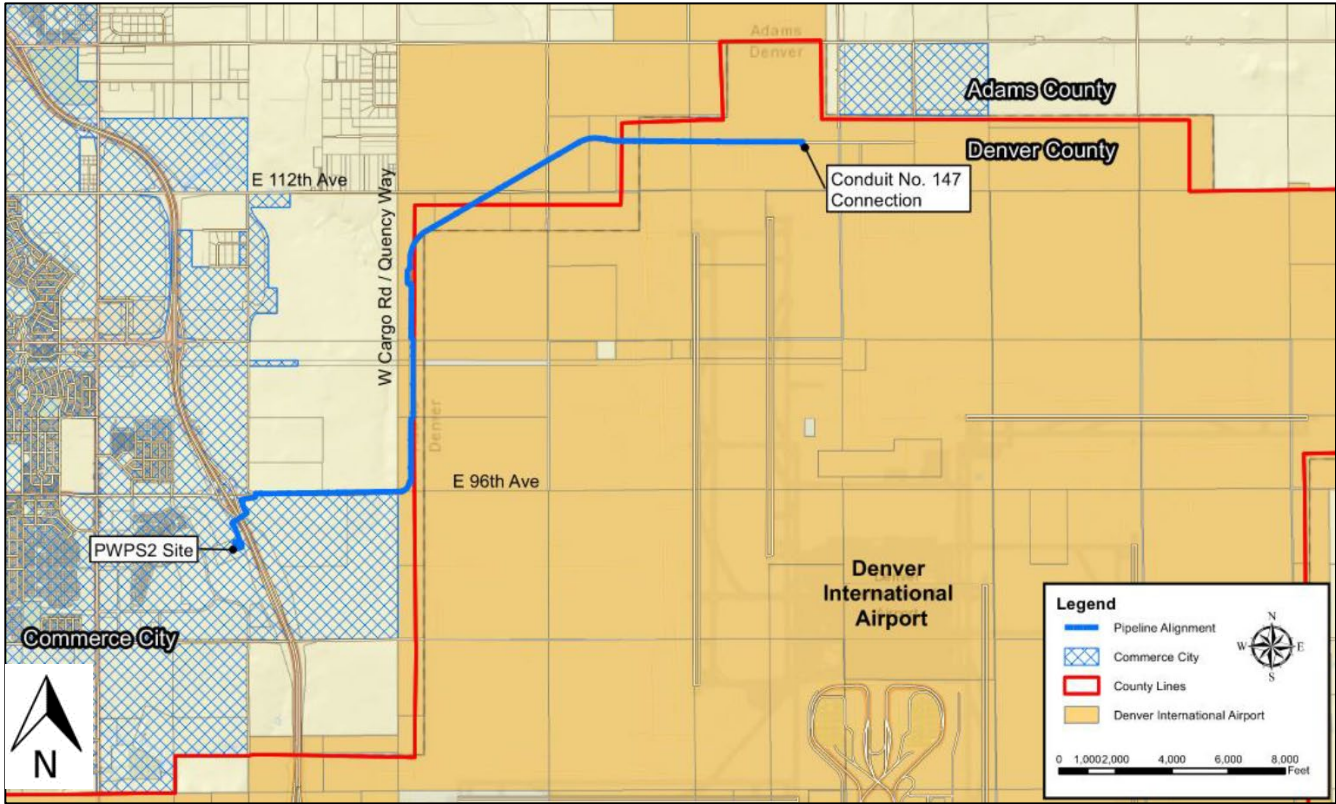 Adams
Denver
Adams County
Denver County
Conduit No. 147
Connection
E 112th Ave
W Cargo Rd / Quency Way
Denver
E 96th Ave
PWPS2 Site
Commerce City
Denver
International
Airport
N
Legend
Pipeline Alignment
Commerce City
County Lines
Denver International Airport
N
W E
S
0 1,000 2,000 4,000 6,000 8,000
Feet